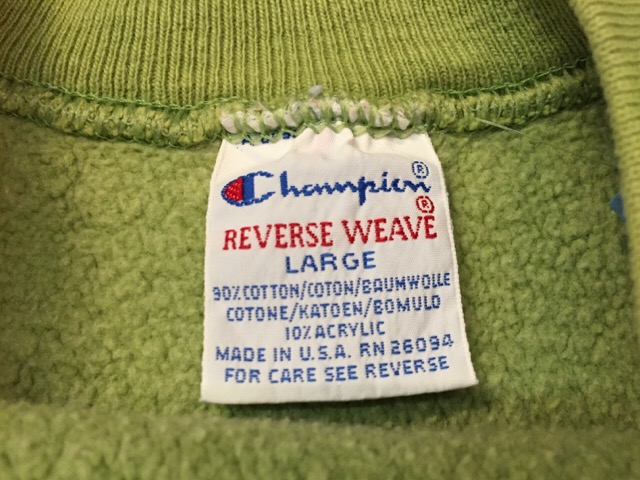 Champion®
REVERSE WEAVE®
LARGE
90% COTTON/COTON/BAUMWOLLE
COTONE/KATOEN/BOMULD
10% ACRYLIC
MADE IN U.S.A. RN 26094
FOR CARE SEE REVERSE